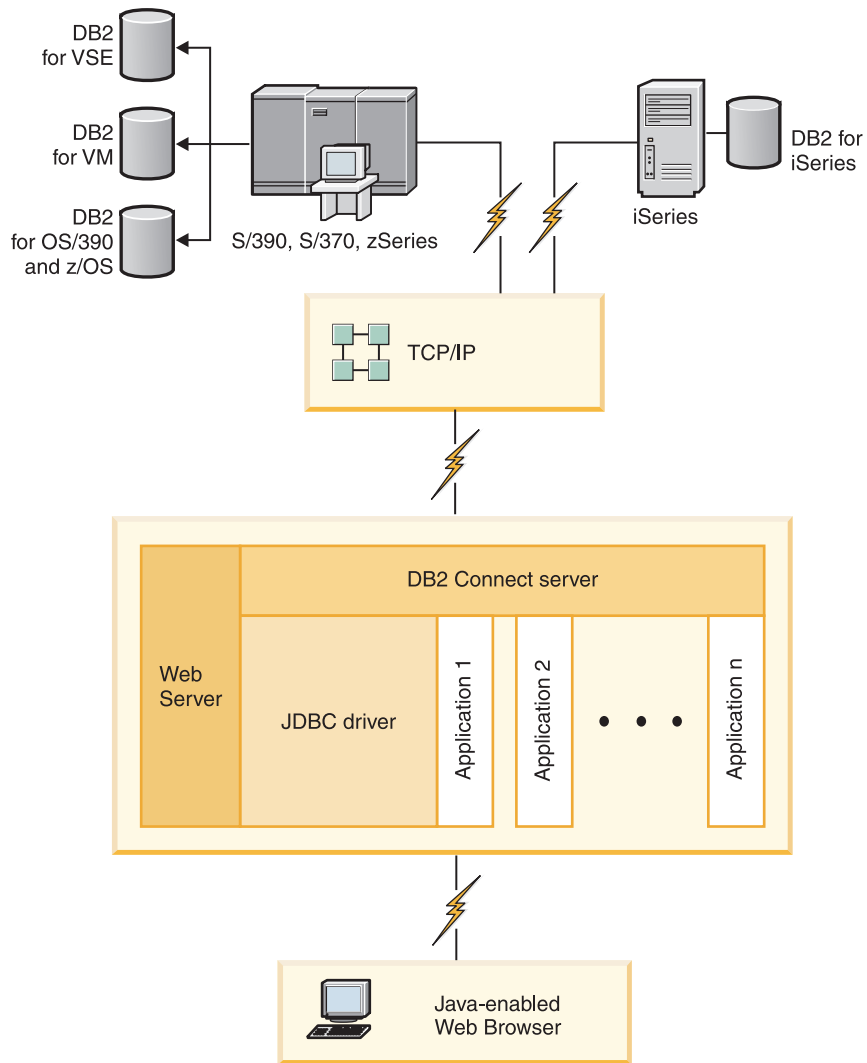 DB2
for VSE
DB2
for VM
DB2
for OS/390
and z/OS
S/390, S/370, zSeries
iSeries
DB2 for
iSeries
TCP/IP
DB2 Connect server
Web
Server
JDBC driver
Application 1
Application 2
Application n
Java-enabled
Web Browser